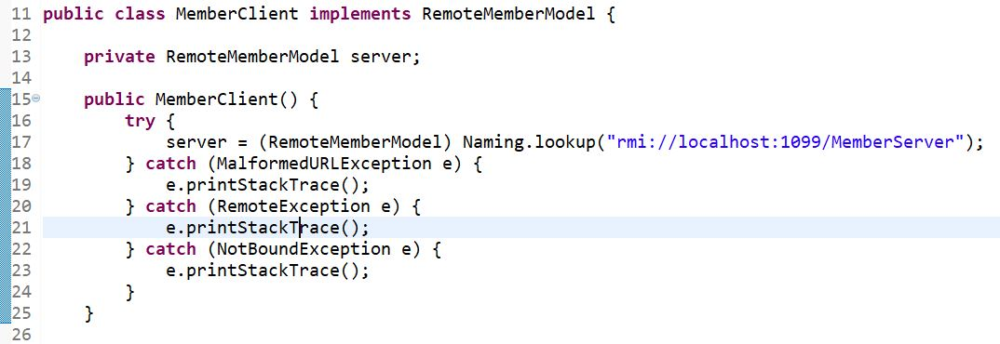 11 public class MemberClient implements RemoteMemberModel {
12
13     private RemoteMemberModel server;
14
15     public MemberClient() {
16         try {
17             server = (RemoteMemberModel) Naming.lookup("rmi://localhost:1099/MemberServer");
18         } catch (MalformedURLException e) {
19             e.printStackTrace();
20         } catch (RemoteException e) {
21             e.printStackTrace();
22         } catch (NotBoundException e) {
23             e.printStackTrace();
24         }
25     }
26